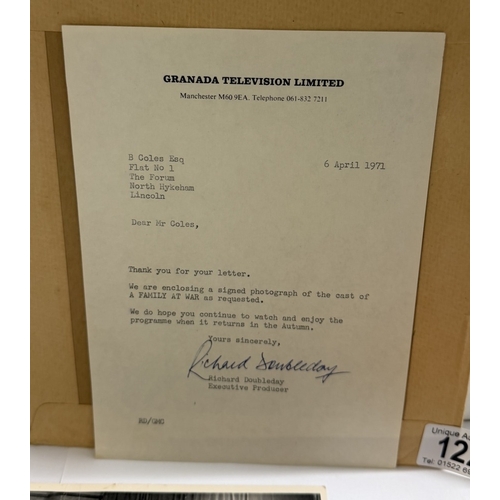 GRANADA TELEVISION LIMITED
Manchester M60 9EA. Telephone 061-832 7211
B Coles Esq
Flat No 1
The Forum
North Hykeham
Lincoln
6 April 1971
Dear Mr Coles,
Thank you for your letter.
We are enclosing a signed photograph of the cast of
A FAMILY AT WAR as requested.
We do hope you continue to watch and enjoy the
programme when it returns in the Autumn.
Yours sincerely,
Richard Doubleday
Richard Doubleday
Executive Producer
Unique
Tel: 01522